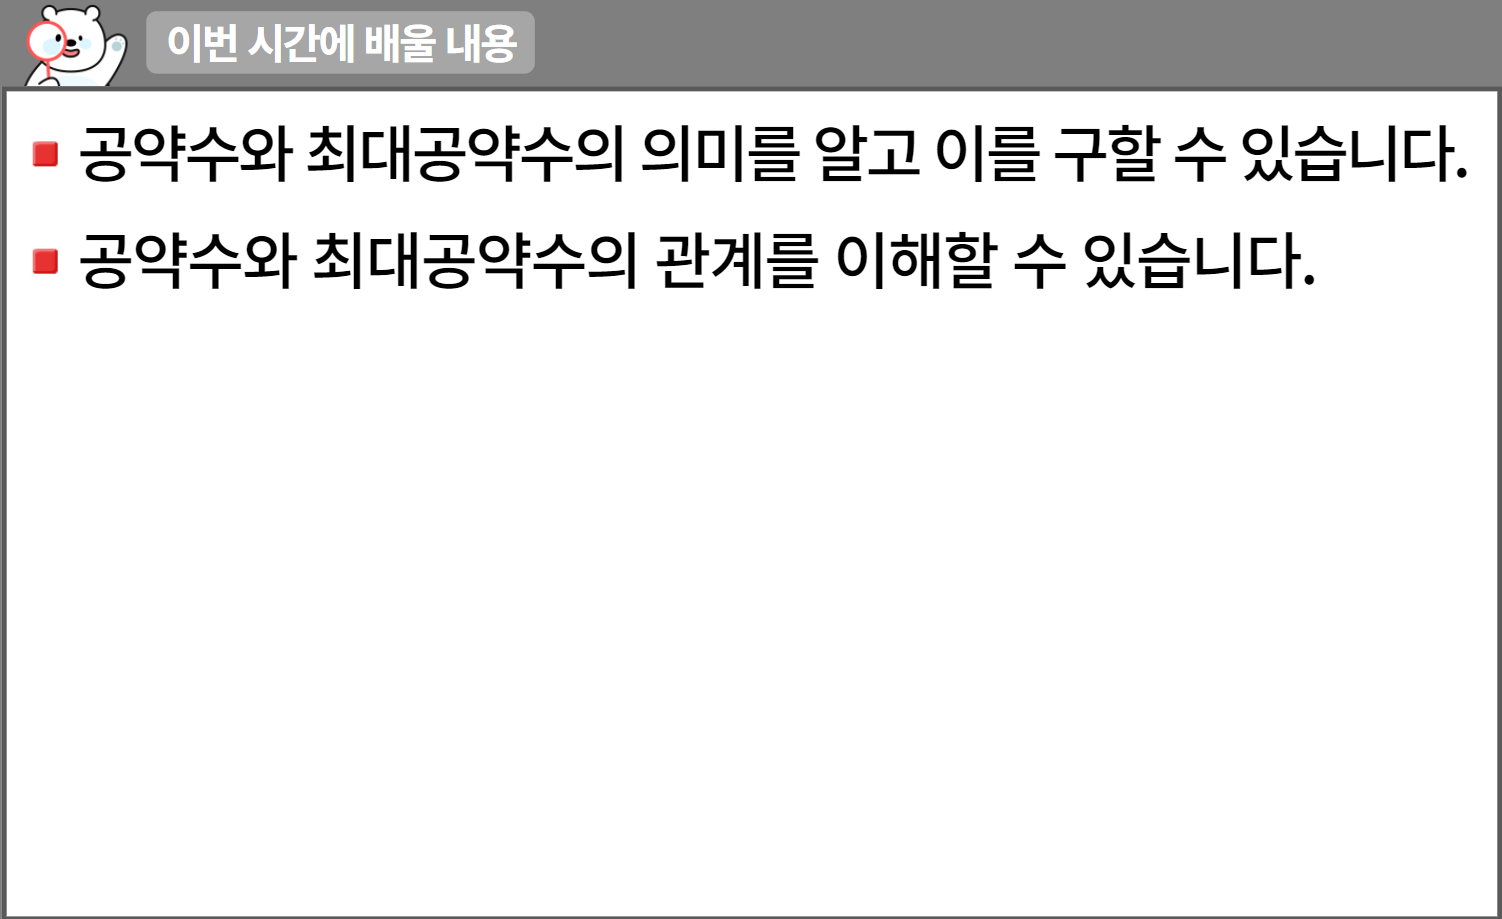 이번 시간에 배울 내용
공약수와 최대공약수의 의미를 알고 이를 구할 수 있습니다.
공약수와 최대공약수의 관계를 이해할 수 있습니다.